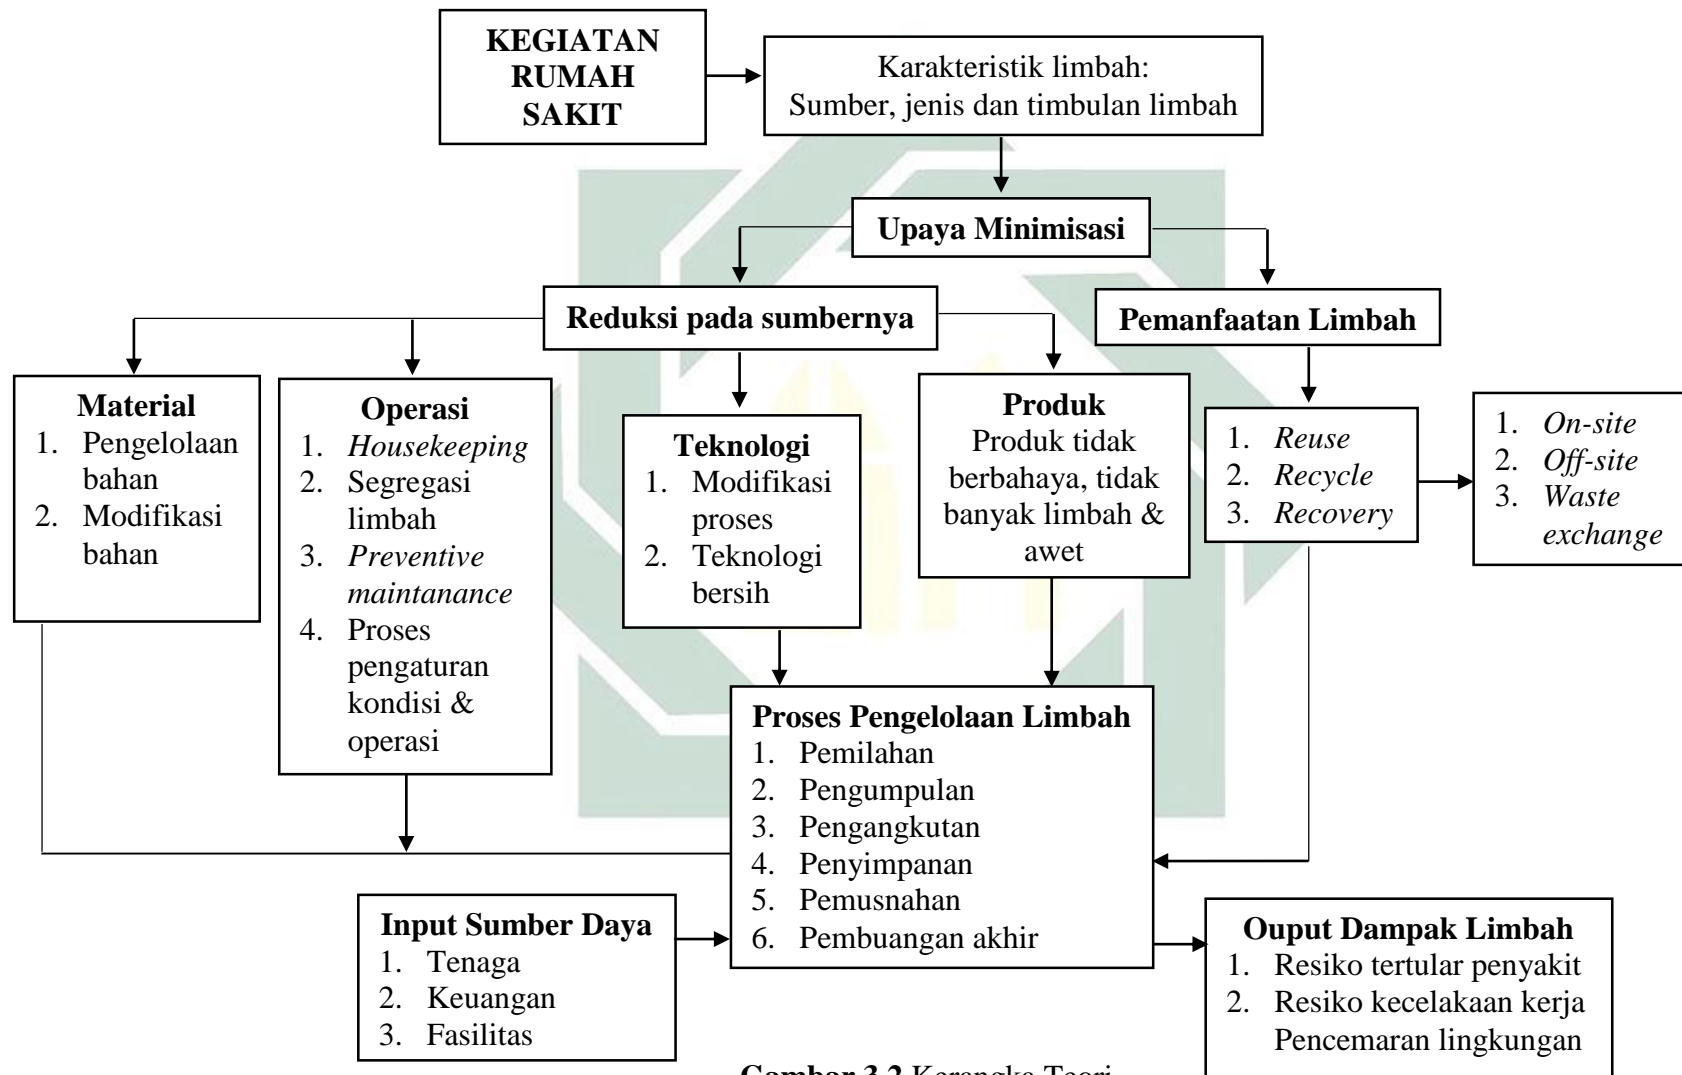 KEGIATAN
RUMAH
SAKIT
Karakteristik limbah:
Sumber, jenis dan timbulan limbah
Upaya Minimisasi
Reduksi pada sumbernya
Pemanfaatan Limbah
Material
1. Pengelolaan
bahan
2. Modifikasi
bahan
Operasi
1. Housekeeping
2. Segregasi
limbah
3. Preventive
maintanance
4. Proses
pengaturan
kondisi &
operasi
Teknologi
1. Modifikasi
proses
2. Teknologi
bersih
Produk
Produk tidak
berbahaya, tidak
banyak limbah &
awet
1. Reuse
2. Recycle
3. Recovery
1. On-site
2. Off-site
3. Waste
exchange
Proses Pengelolaan Limbah
1. Pemilahan
2. Pengumpulan
3. Pengangkutan
4. Penyimpanan
5. Pemusnahan
6. Pembuangan akhir
Input Sumber Daya
1. Tenaga
2. Keuangan
3. Fasilitas
Ouput Dampak Limbah
1. Resiko tertular penyakit
2. Resiko kecelakaan kerja
Pencemaran lingkungan
Gambar 3.2 Kerangka Teori